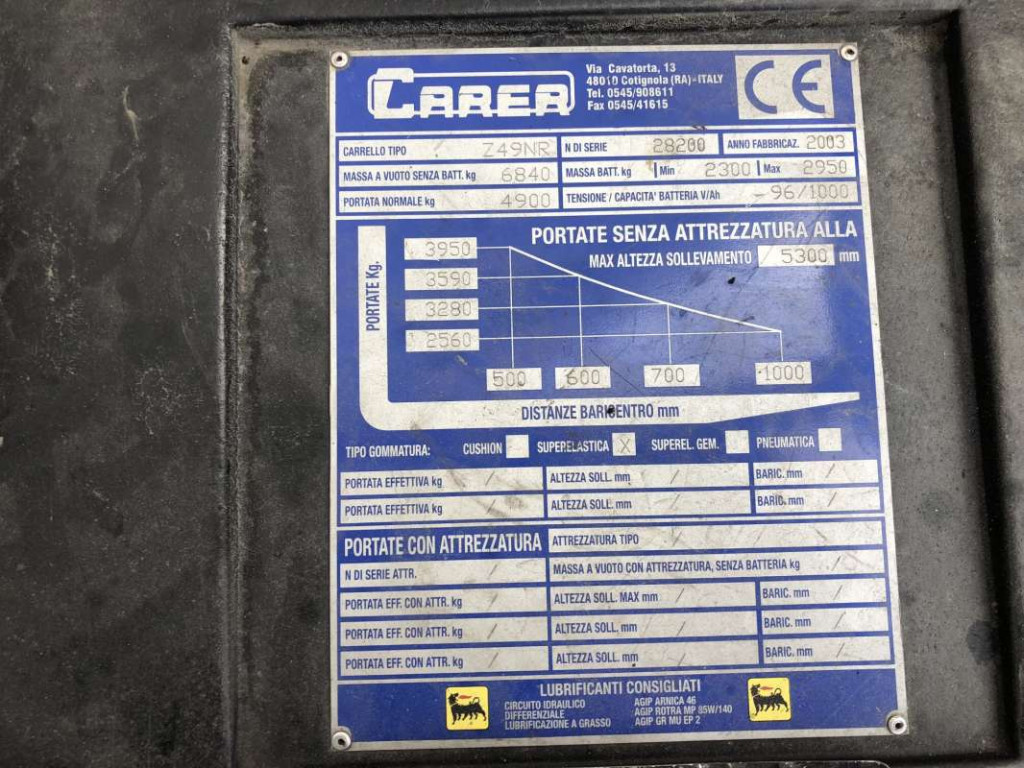 CARER
Via Cavatorta, 13
48010 Cotignola (RA)-ITALY
Tel. 0545/908611
Fax 0545/41615
CE
CARRELLO TIPO / Z49NR N DI SERIE 28200 ANNO FABBRICAZ. 2003
MASSA A VUOTO SENZA BATT. kg 6840 MASSA BATT. kg Min 2300 Max 2950
PORTATA NORMALE kg 4900 TENSIONE / CAPACITA' BATTERIA V/Ah -96/1000
PORTATE SENZA ATTREZZATURA ALLA
MAX ALTEZZA SOLLEVAMENTO / 5300 mm
PORTATE Kg.
3950
3590
3280
2560
500 600 700 1000
DISTANZE BARICENTRO mm
TIPO GOMMATURA: CUSHION SUPERELASTICA X SUPEREL. GEM. PNEUMATICA
PORTATA EFFETTIVA kg / ALTEZZA SOLL. mm / BARIC. mm /
PORTATA EFFETTIVA kg / ALTEZZA SOLL. mm / BARIC. mm /
PORTATE CON ATTREZZATURA ATTREZZATURA TIPO / /
N DI SERIE ATTR. / MASSA A VUOTO CON ATTREZZATURA, SENZA BATTERIA kg /0
PORTATA EFF. CON ATTR. kg / ALTEZZA SOLL. MAX mm / BARIC. mm /
PORTATA EFF. CON ATTR. kg / ALTEZZA SOLL. mm / BARIC. mm /
PORTATA EFF. CON ATTR. kg / ALTEZZA SOLL. mm / BARIC. mm /
LUBRIFICANTI CONSIGLIATI
CIRCUITO IDRAULICO AGIP ARNICA 46
DIFFERENZIALE AGIP ROTRA MP 85W/140
LUBRIFICAZIONE A GRASSO AGIP GR MU EP 2